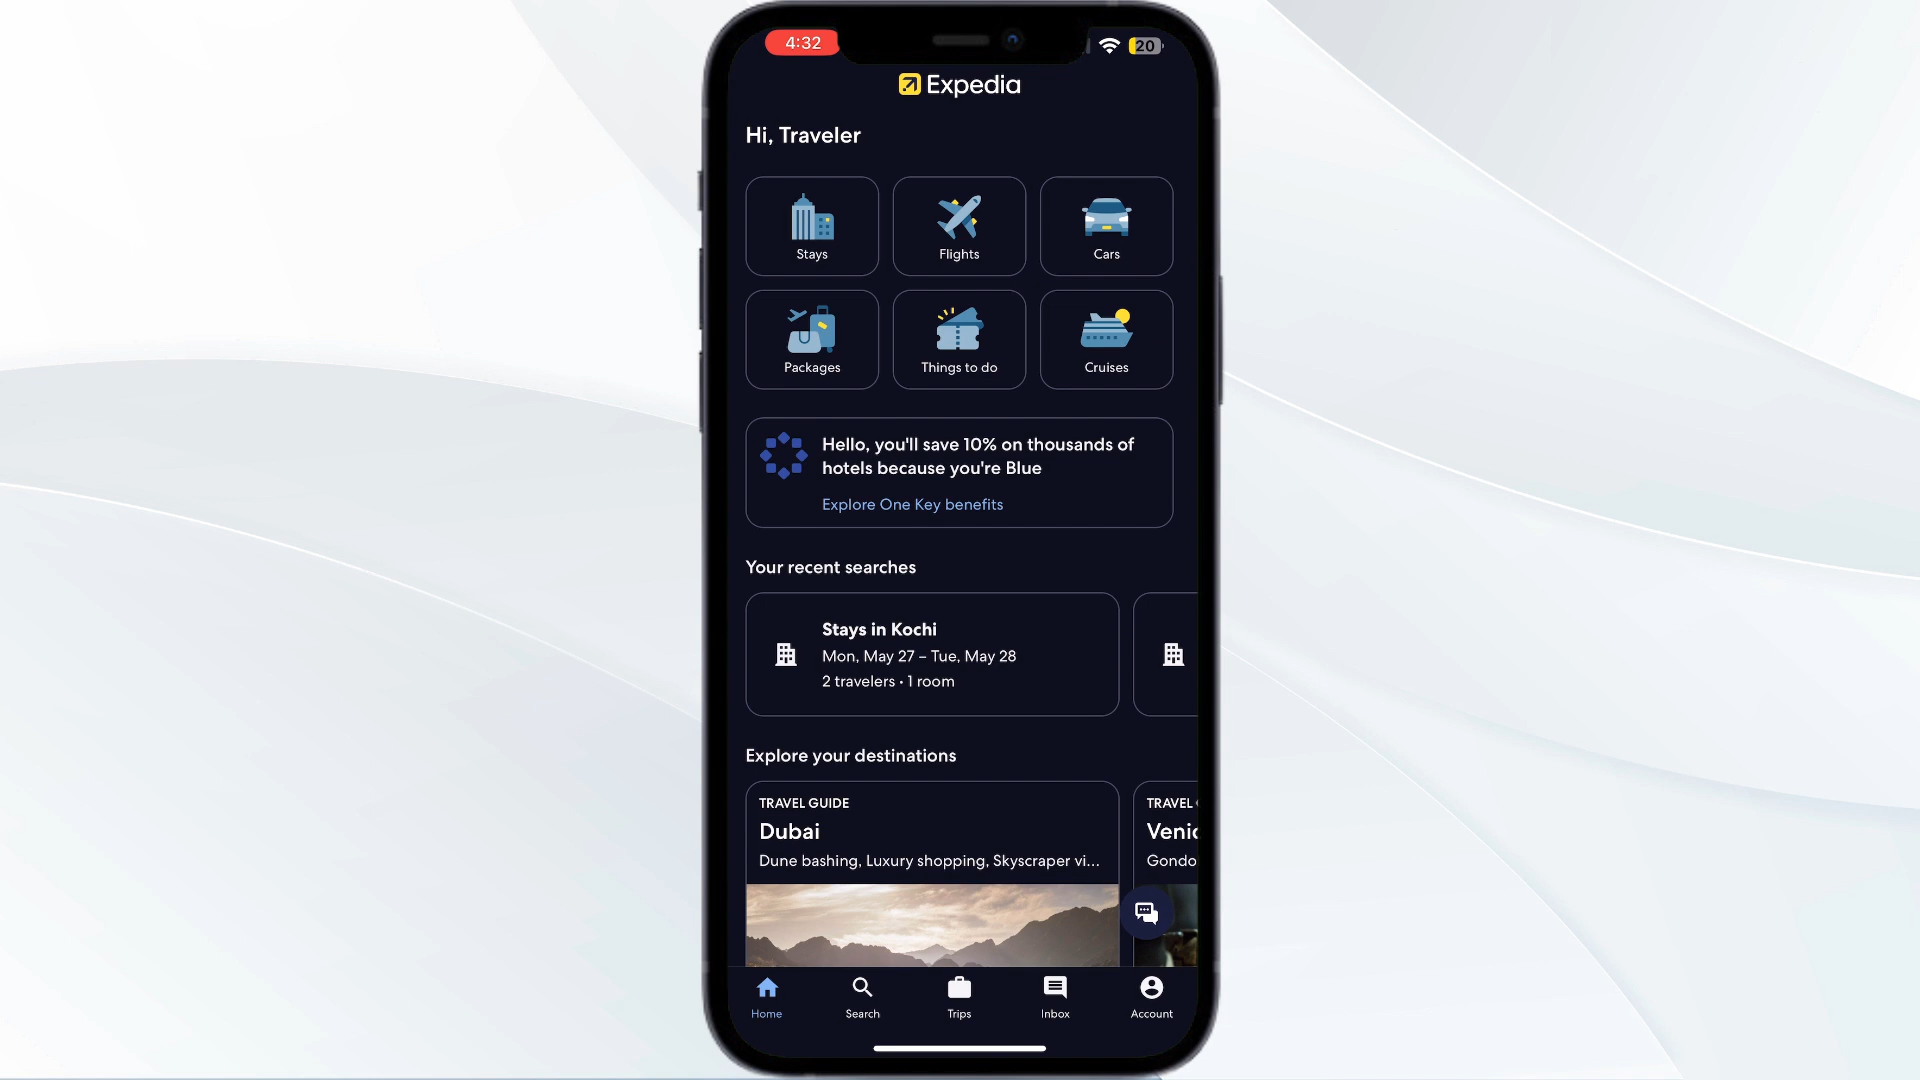 4:32
20
Expedia
Hi, Traveler
Stays
Flights
Cars
Packages
Things to do
Cruises
Hello, you'll save 10% on thousands of
hotels because you're Blue
Explore One Key benefits
Your recent searches
Stays in Kochi
Mon, May 27 – Tue, May 28
2 travelers • 1 room
Explore your destinations
TRAVEL GUIDE
Dubai
Dune bashing, Luxury shopping, Skyscraper vi...
TRAVEL
Venic
Gondo
Home
Search
Trips
Inbox
Account